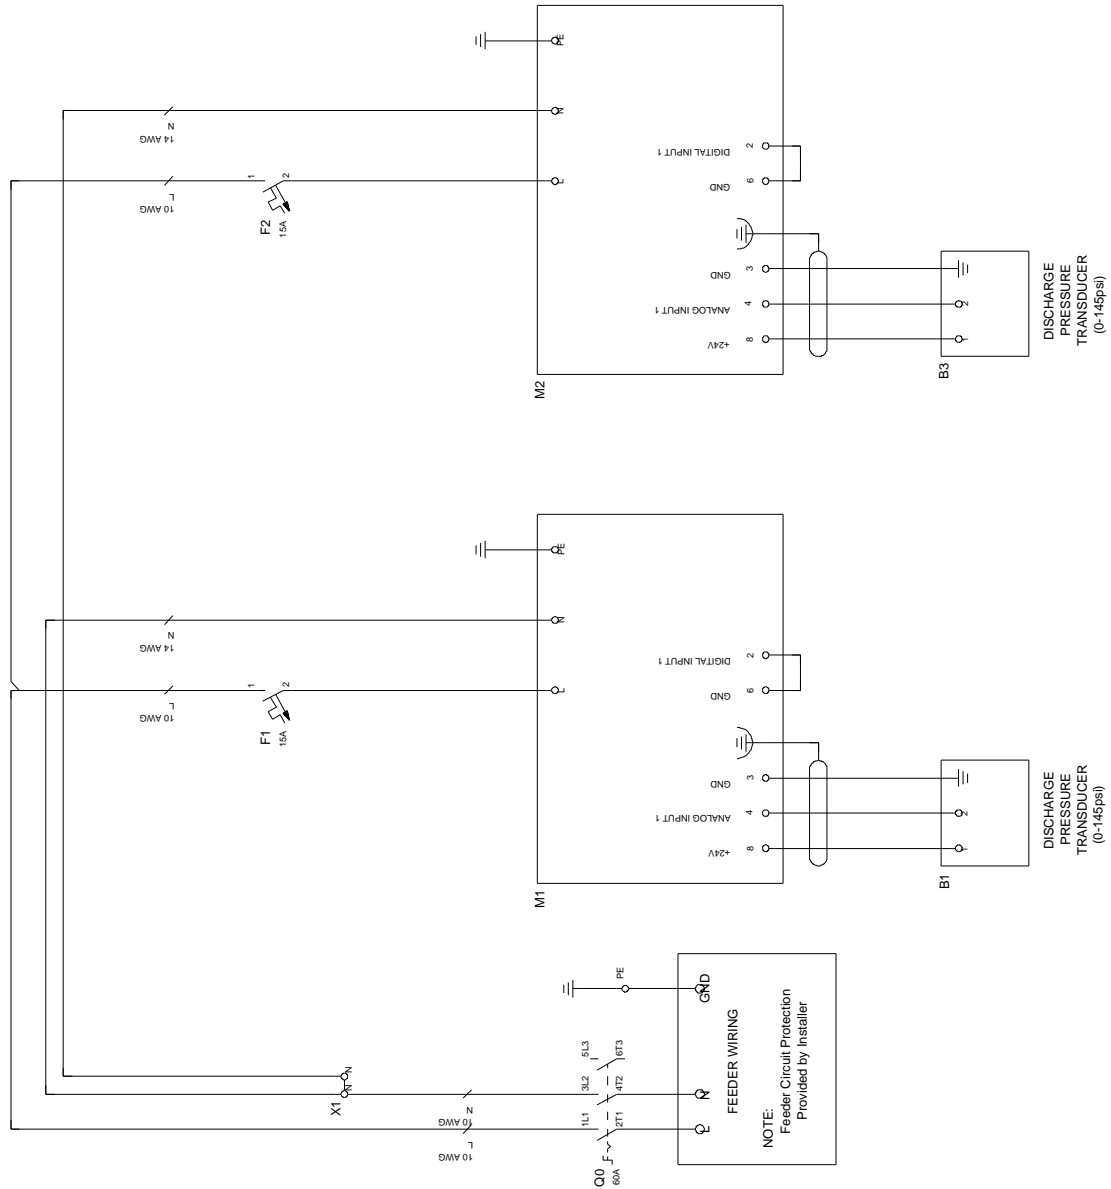 PE
N
N
14 AWG
L
10 AWG
1
2
F2
15A
L
DIGITAL INPUT 1
2
GND
6
GND
3
ANALOG INPUT 1
4
+24V
8
M2
2
1
B3
DISCHARGE
PRESSURE
TRANSDUCER
(0-145psi)
PE
N
N
14 AWG
L
10 AWG
1
2
F1
15A
L
DIGITAL INPUT 1
2
GND
6
GND
3
ANALOG INPUT 1
4
+24V
8
M1
2
1
B1
DISCHARGE
PRESSURE
TRANSDUCER
(0-145psi)
N
N
X1
N
10 AWG
L
10 AWG
5L3
6T3
3L2
4T2
1L1
2T1
Q0
60A
PE
GND
N
L
FEEDER WIRING
NOTE:
Feeder Circuit Protection
Provided by Installer